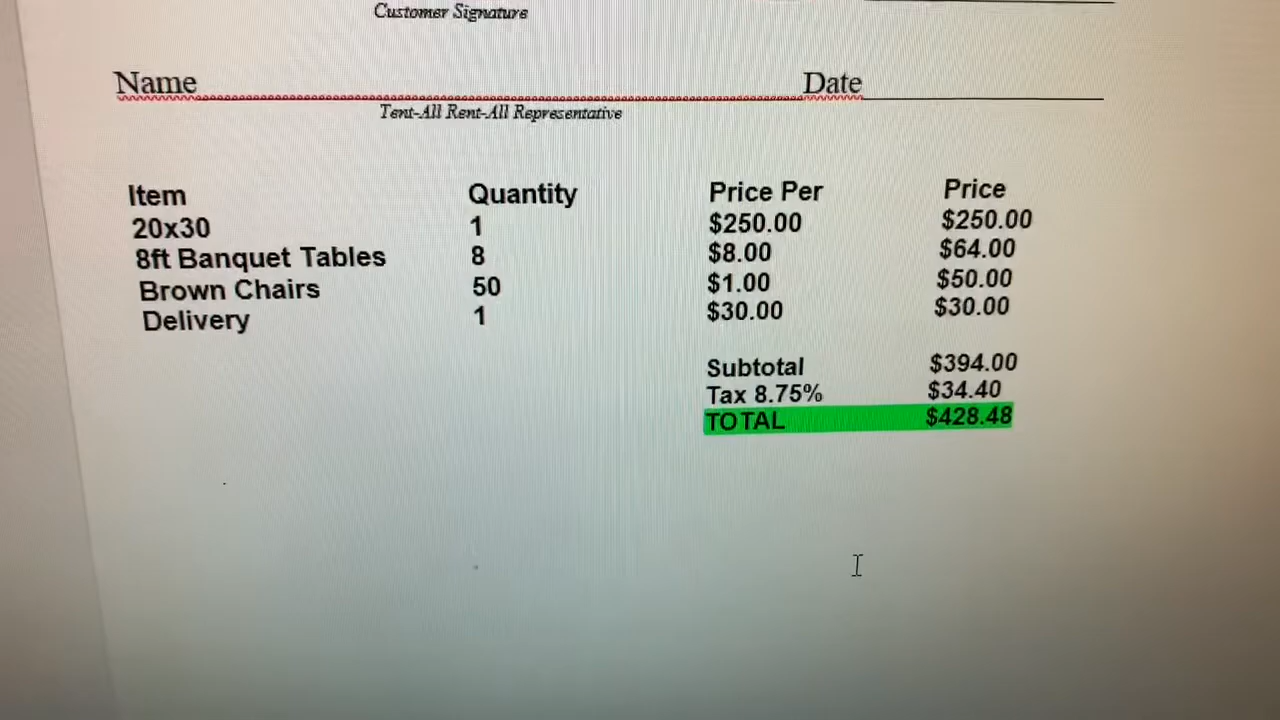 Customer Signature
Name Date
Tent-All Rent-All Representative
Item Quantity Price Per Price
20x30 1 $250.00 $250.00
8ft Banquet Tables 8 $8.00 $64.00
Brown Chairs 50 $1.00 $50.00
Delivery 1 $30.00 $30.00
Subtotal $394.00
Tax 8.75% $34.40
TOTAL $428.48